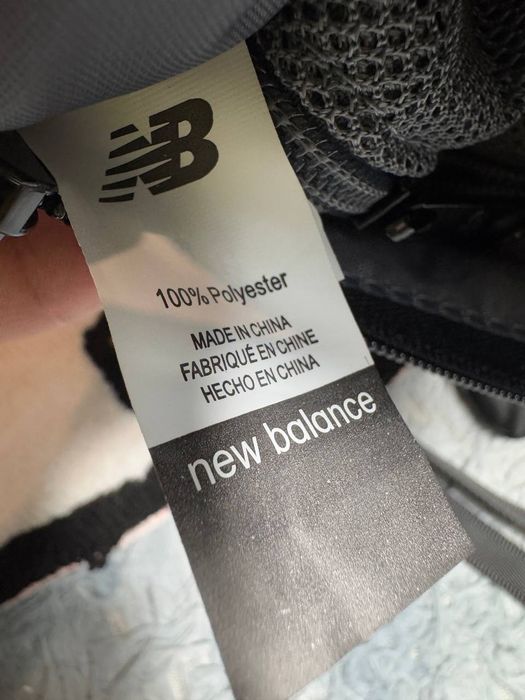 NB
100% Polyester
MADE IN CHINA
FABRIQUÉ EN CHINE
HECHO EN CHINA
new balance